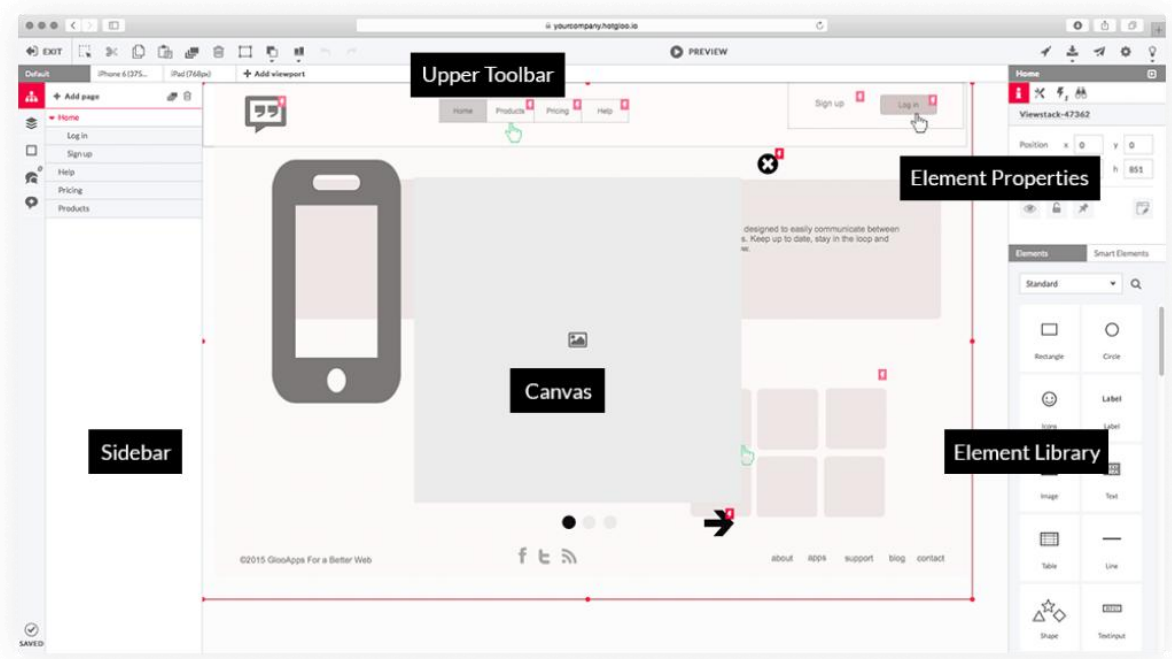 yourcompany.hotgloo.io
EXIT
PREVIEW
Default
iPhone 6 (375...
iPad (768px)
+ Add viewport
Upper Toolbar
Home
+ Add page
Home
Log in
Sign up
Help
Pricing
Products
Home
Products
Pricing
Help
Sign up
Log in
Viewstack-47362
Position x 0 y 0
h 851
Element Properties
designed to easily communicate between
s. Keep up to date, stay in the loop and
Elements
Smart Elements
Standard
Rectangle
Circle
Label
Icons
Label
Canvas
Sidebar
Element Library
Image
Text
Table
Line
Shape
Textinput
©2015 GlooApps For a Better Web
about
apps
support
blog
contact
SAVED